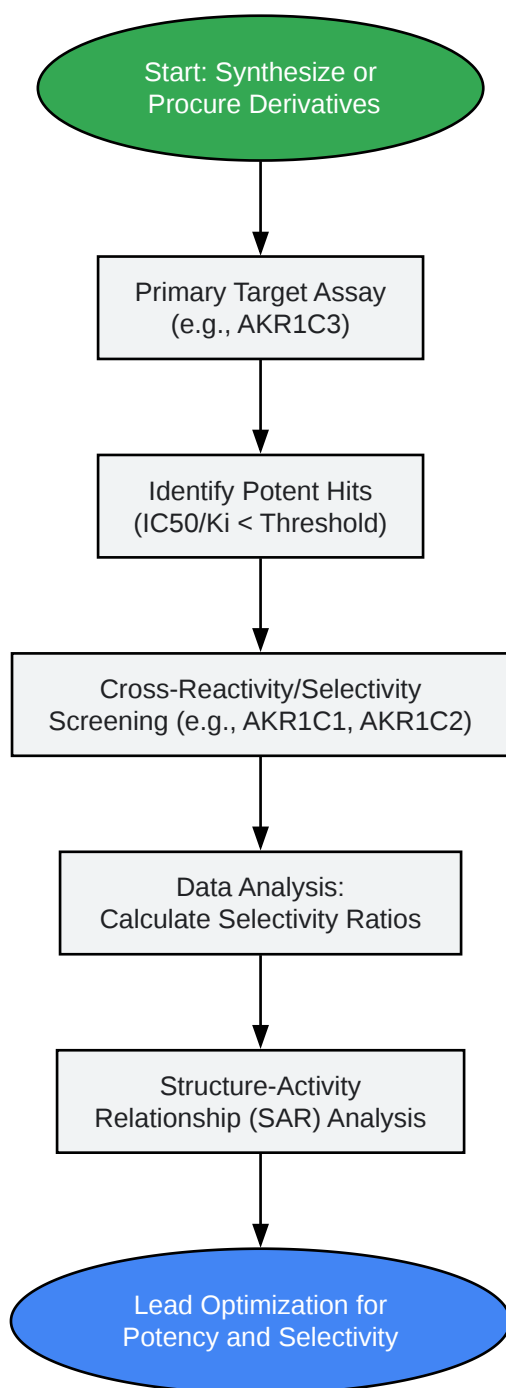 Start: Synthesize or
Procure Derivatives
Primary Target Assay
(e.g., AKR1C3)
Identify Potent Hits
(IC50/Ki < Threshold)
Cross-Reactivity/Selectivity
Screening (e.g., AKR1C1, AKR1C2)
Data Analysis:
Calculate Selectivity Ratios
Structure-Activity
Relationship (SAR) Analysis
Lead Optimization for
Potency and Selectivity